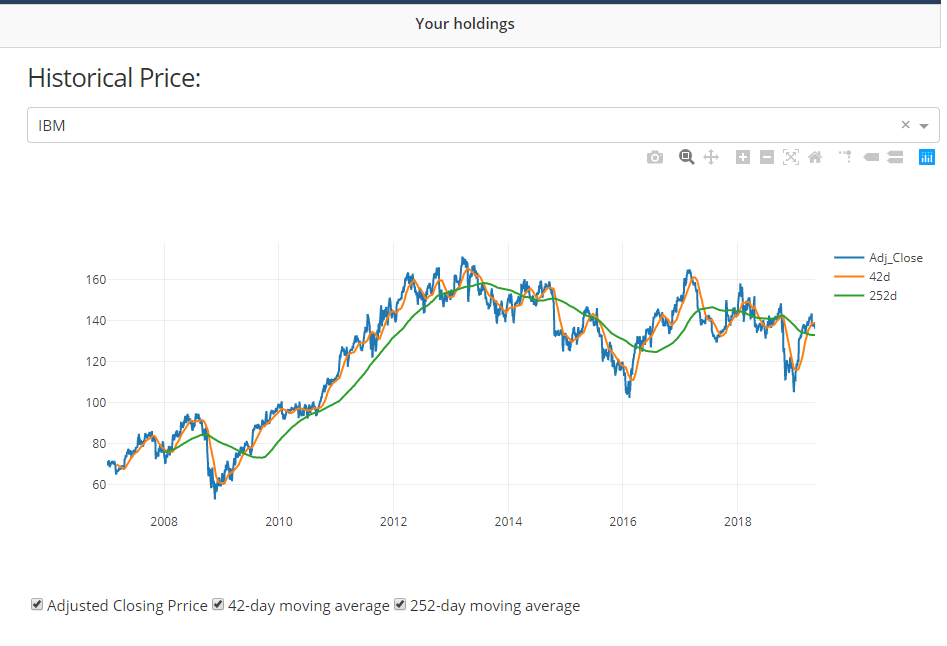 Your holdings
Historical Price:
IBM
Adj_Close
42d
252d
160
140
120
100
80
60
2008 2010 2012 2014 2016 2018
Adjusted Closing Prrice 42-day moving average 252-day moving average